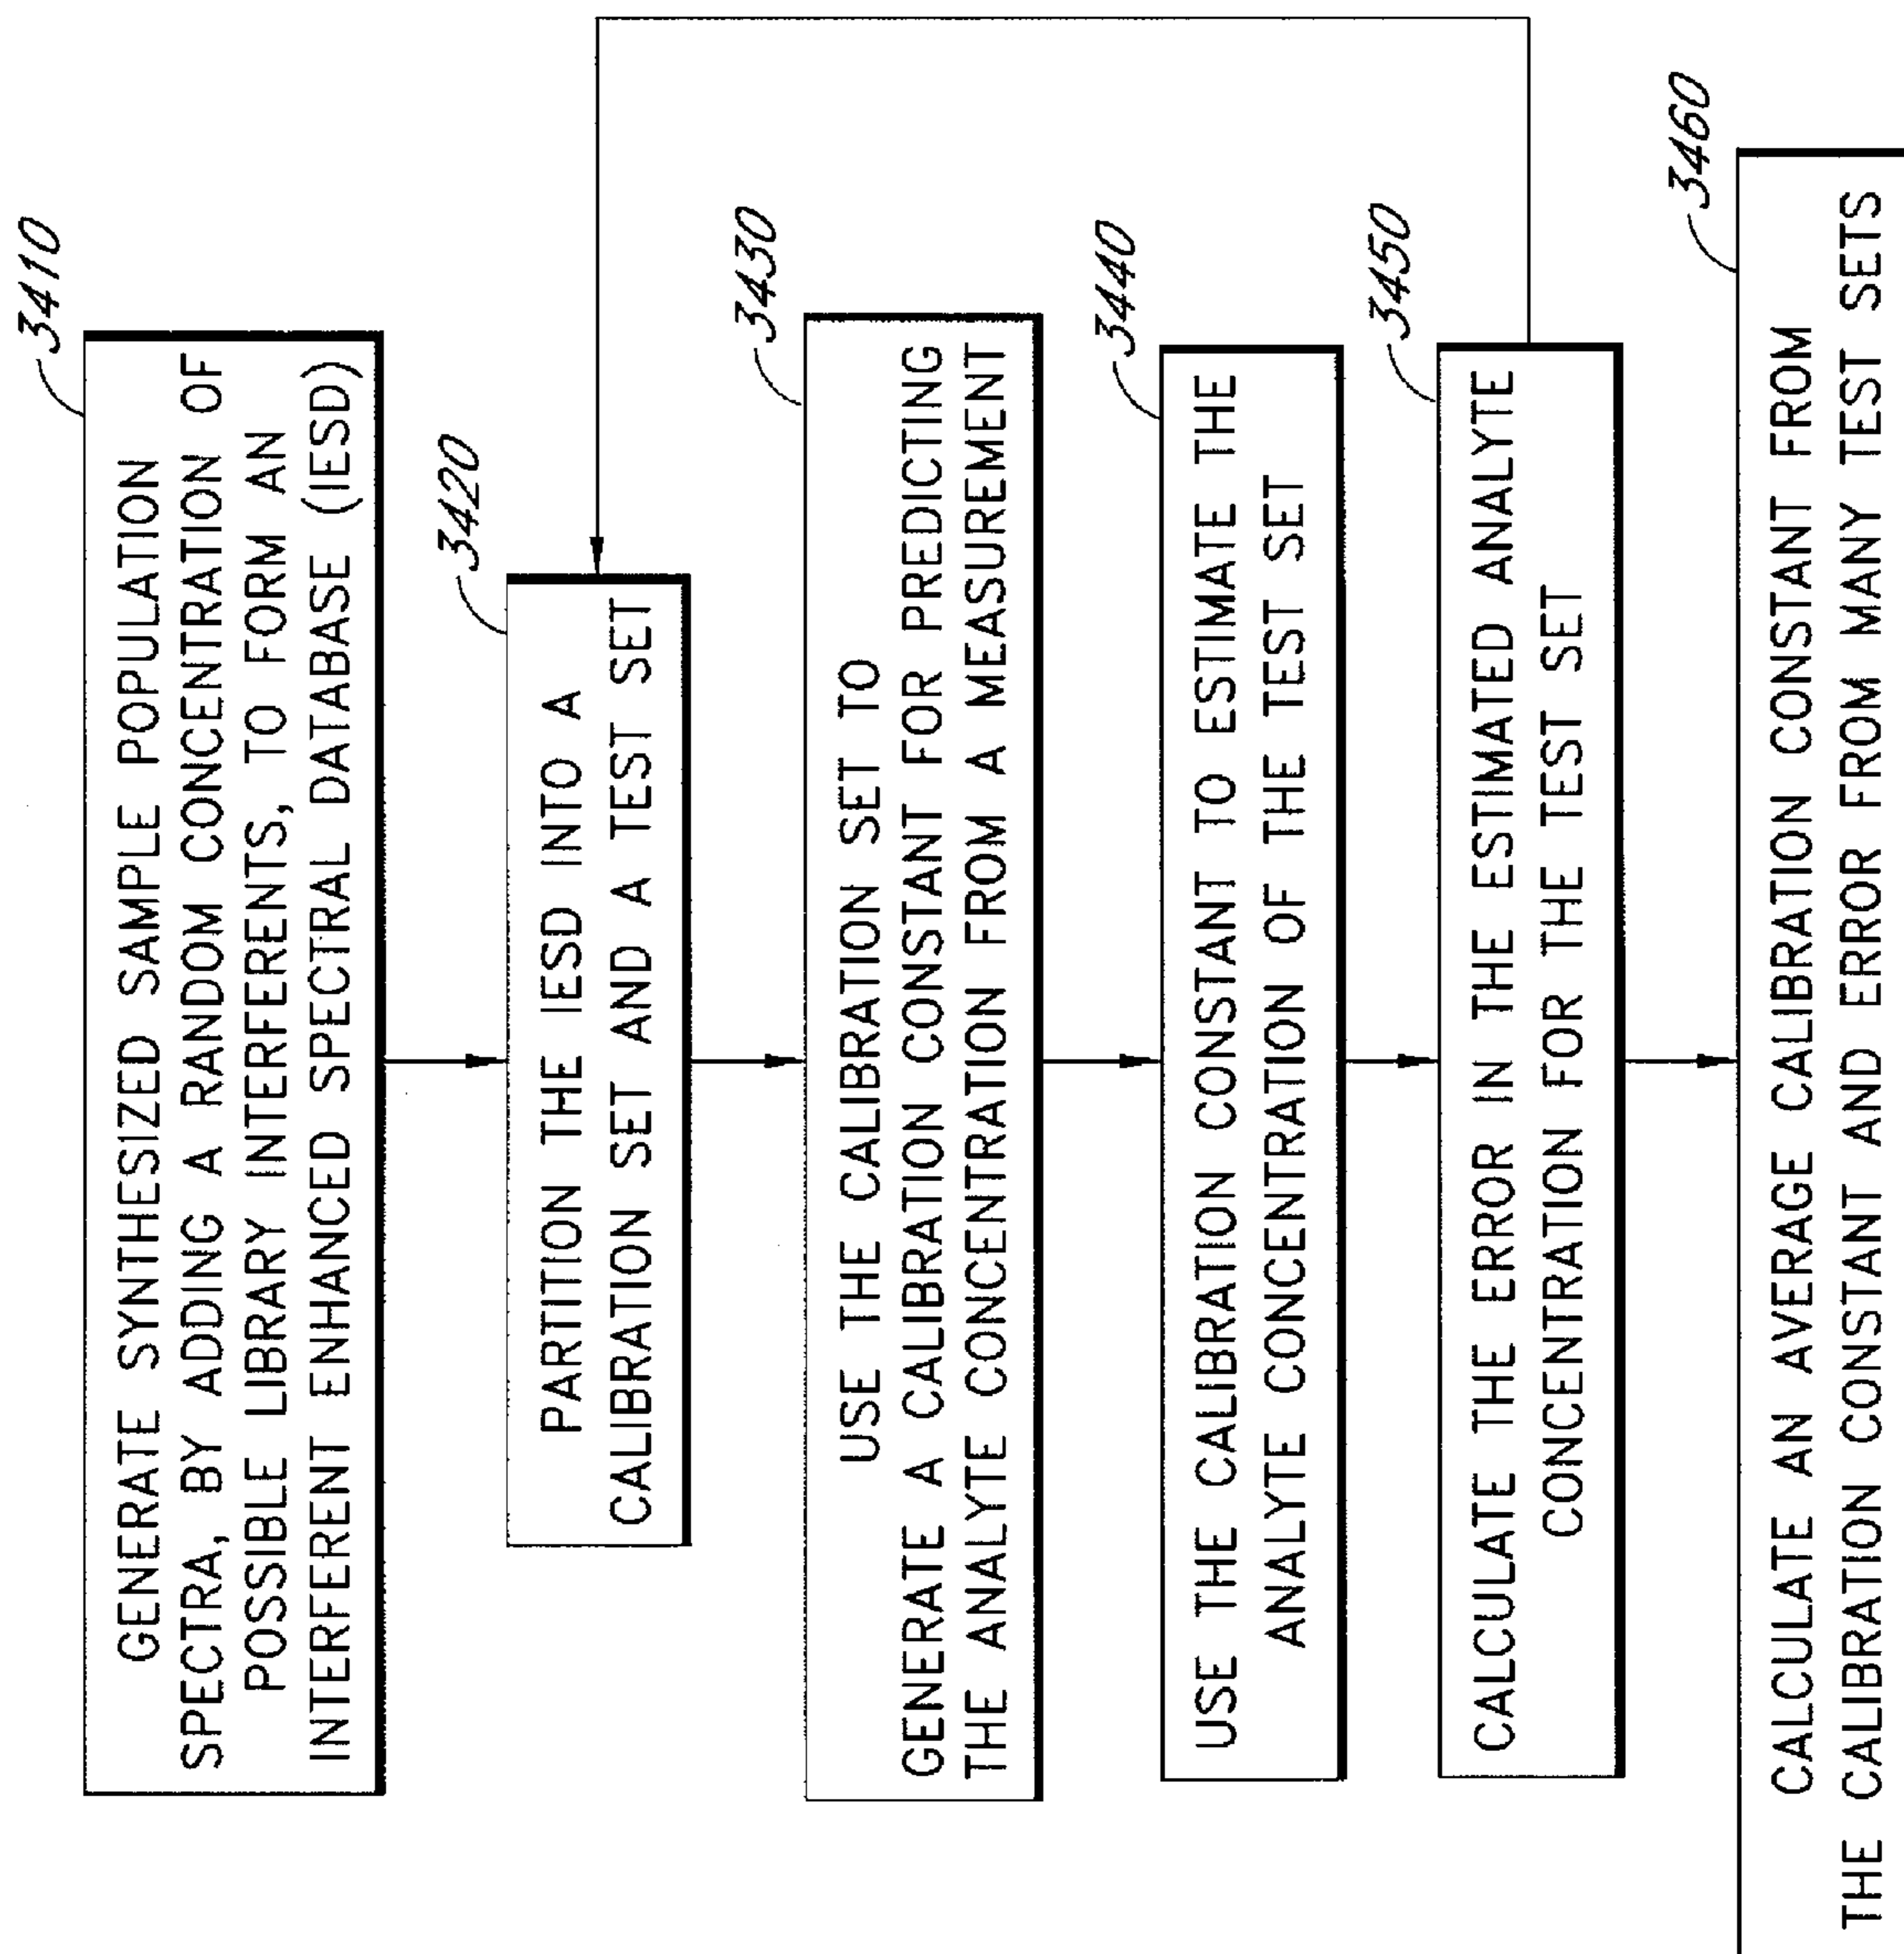 3410
GENERATE SYNTHESIZED SAMPLE POPULATION
SPECTRA, BY ADDING A RANDOM CONCENTRATION OF
POSSIBLE LIBRARY INTERFERENTS, TO FORM AN
INTERFERENT ENHANCED SPECTRAL DATABASE (IESD)
3420
PARTITION THE IESD INTO A
CALIBRATION SET AND A TEST SET
3430
USE THE CALIBRATION SET TO
GENERATE A CALIBRATION CONSTANT FOR PREDICTING
THE ANALYTE CONCENTRATION FROM A MEASUREMENT
3440
USE THE CALIBRATION CONSTANT TO ESTIMATE THE
ANALYTE CONCENTRATION OF THE TEST SET
3450
CALCULATE THE ERROR IN THE ESTIMATED ANALYTE
CONCENTRATION FOR THE TEST SET
3460
CALCULATE AN AVERAGE CALIBRATION CONSTANT FROM
THE CALIBRATION CONSTANT AND ERROR FROM MANY TEST SETS